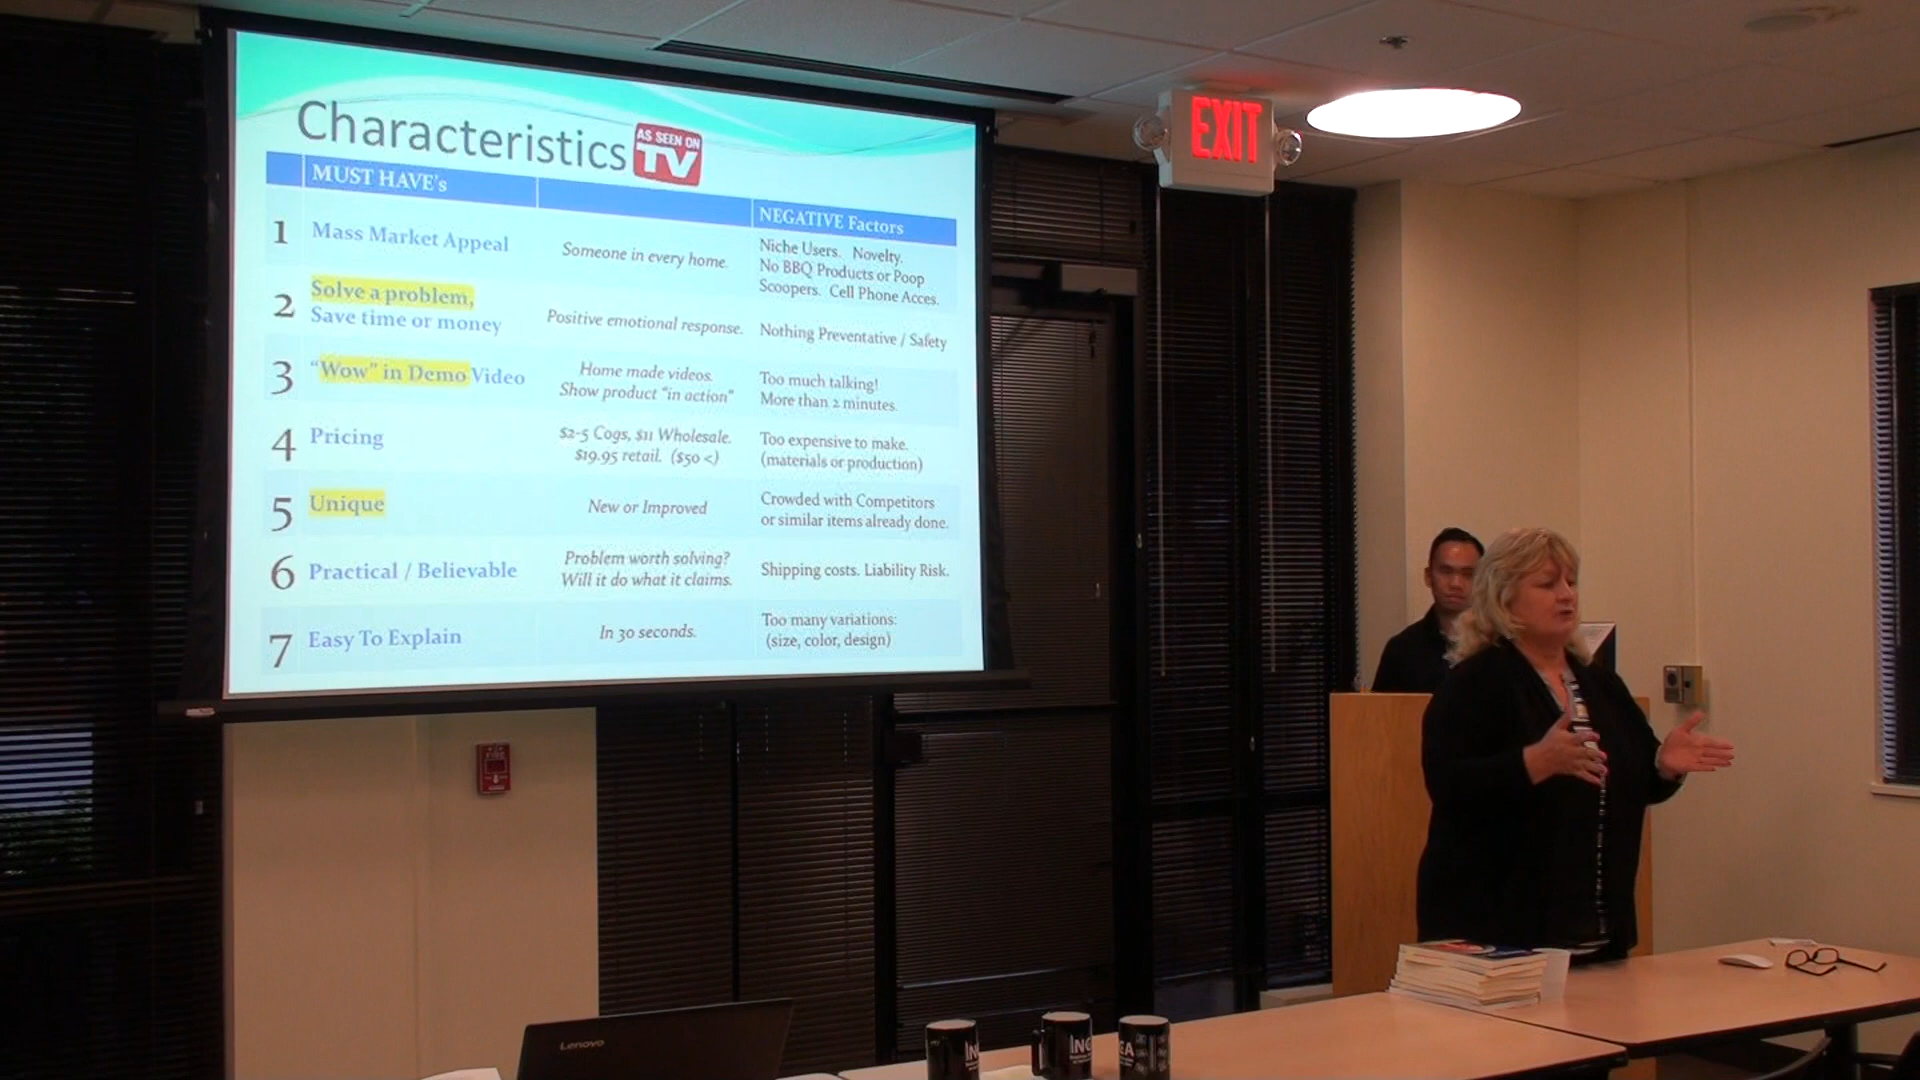 Characteristics
AS SEEN ON
TV
MUST HAVE's
NEGATIVE Factors
1 Mass Market Appeal
Someone in every home.
Niche Users. Novelty.
No BBQ Products or Poop
Scoopers. Cell Phone Acces.
2 Solve a problem,
Save time or money
Positive emotional response.
Nothing Preventative / Safety
3 "Wow" in Demo Video
Home made videos.
Show product "in action"
Too much talking!
More than 2 minutes.
4 Pricing
$2-5 Cogs, $11 Wholesale.
$19.95 retail. ($50 <)
Too expensive to make.
(materials or production)
5 Unique
New or Improved
Crowded with Competitors
or similar items already done.
6 Practical / Believable
Problem worth solving?
Will it do what it claims.
Shipping costs. Liability Risk.
7 Easy To Explain
In 30 seconds.
Too many variations:
(size, color, design)
EXIT
Lenovo
IN
ING
EA